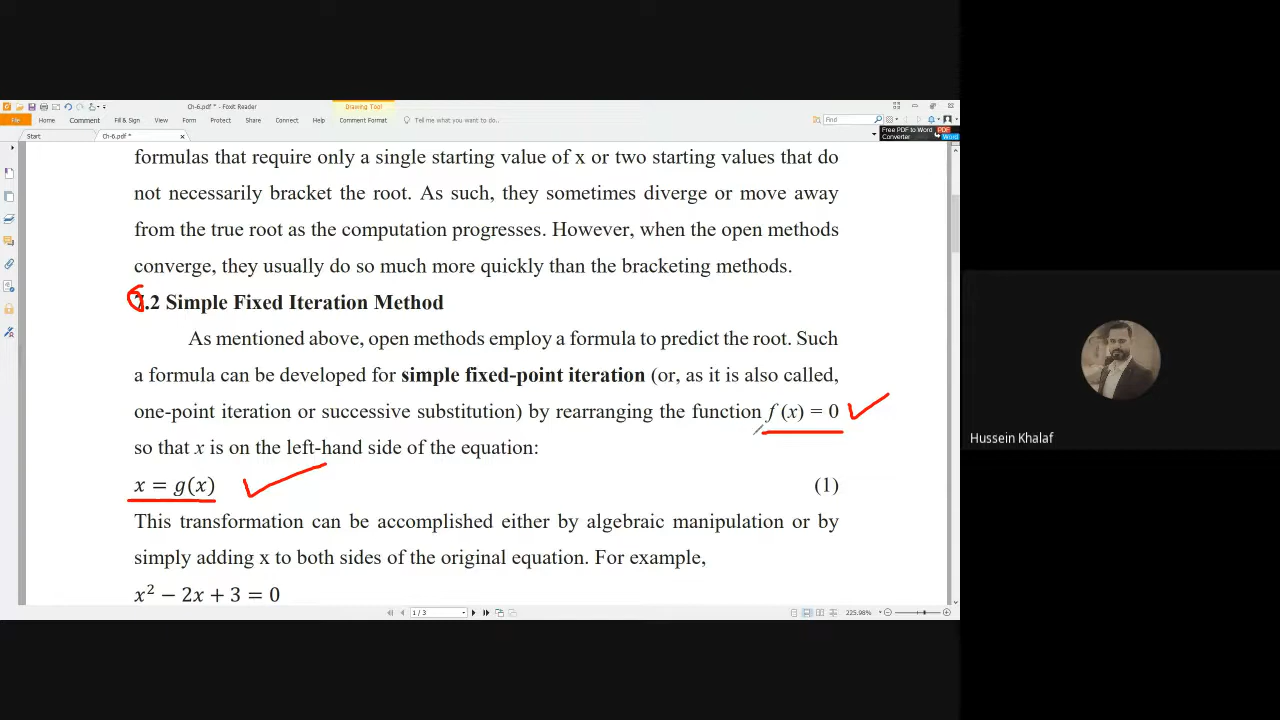 Ch-6.pdf * - Foxit Reader
Drawing Tool
File Home Comment Fill & Sign View Form Protect Share Connect Help Comment Format Tell me what you want to do.. Find
Start Ch-6.pdf *
Free PDF to Word Converter
PDF
Word
formulas that require only a single starting value of x or two starting values that do
not necessarily bracket the root. As such, they sometimes diverge or move away
from the true root as the computation progresses. However, when the open methods
converge, they usually do so much more quickly than the bracketing methods.
.2 Simple Fixed Iteration Method
As mentioned above, open methods employ a formula to predict the root. Such
a formula can be developed for simple fixed-point iteration (or, as it is also called,
one-point iteration or successive substitution) by rearranging the function f (x) = 0
so that x is on the left-hand side of the equation:
x = g(x) (1)
This transformation can be accomplished either by algebraic manipulation or by
simply adding x to both sides of the original equation. For example,
x² − 2x + 3 = 0
1 / 3
225.98%
Hussein Khalaf